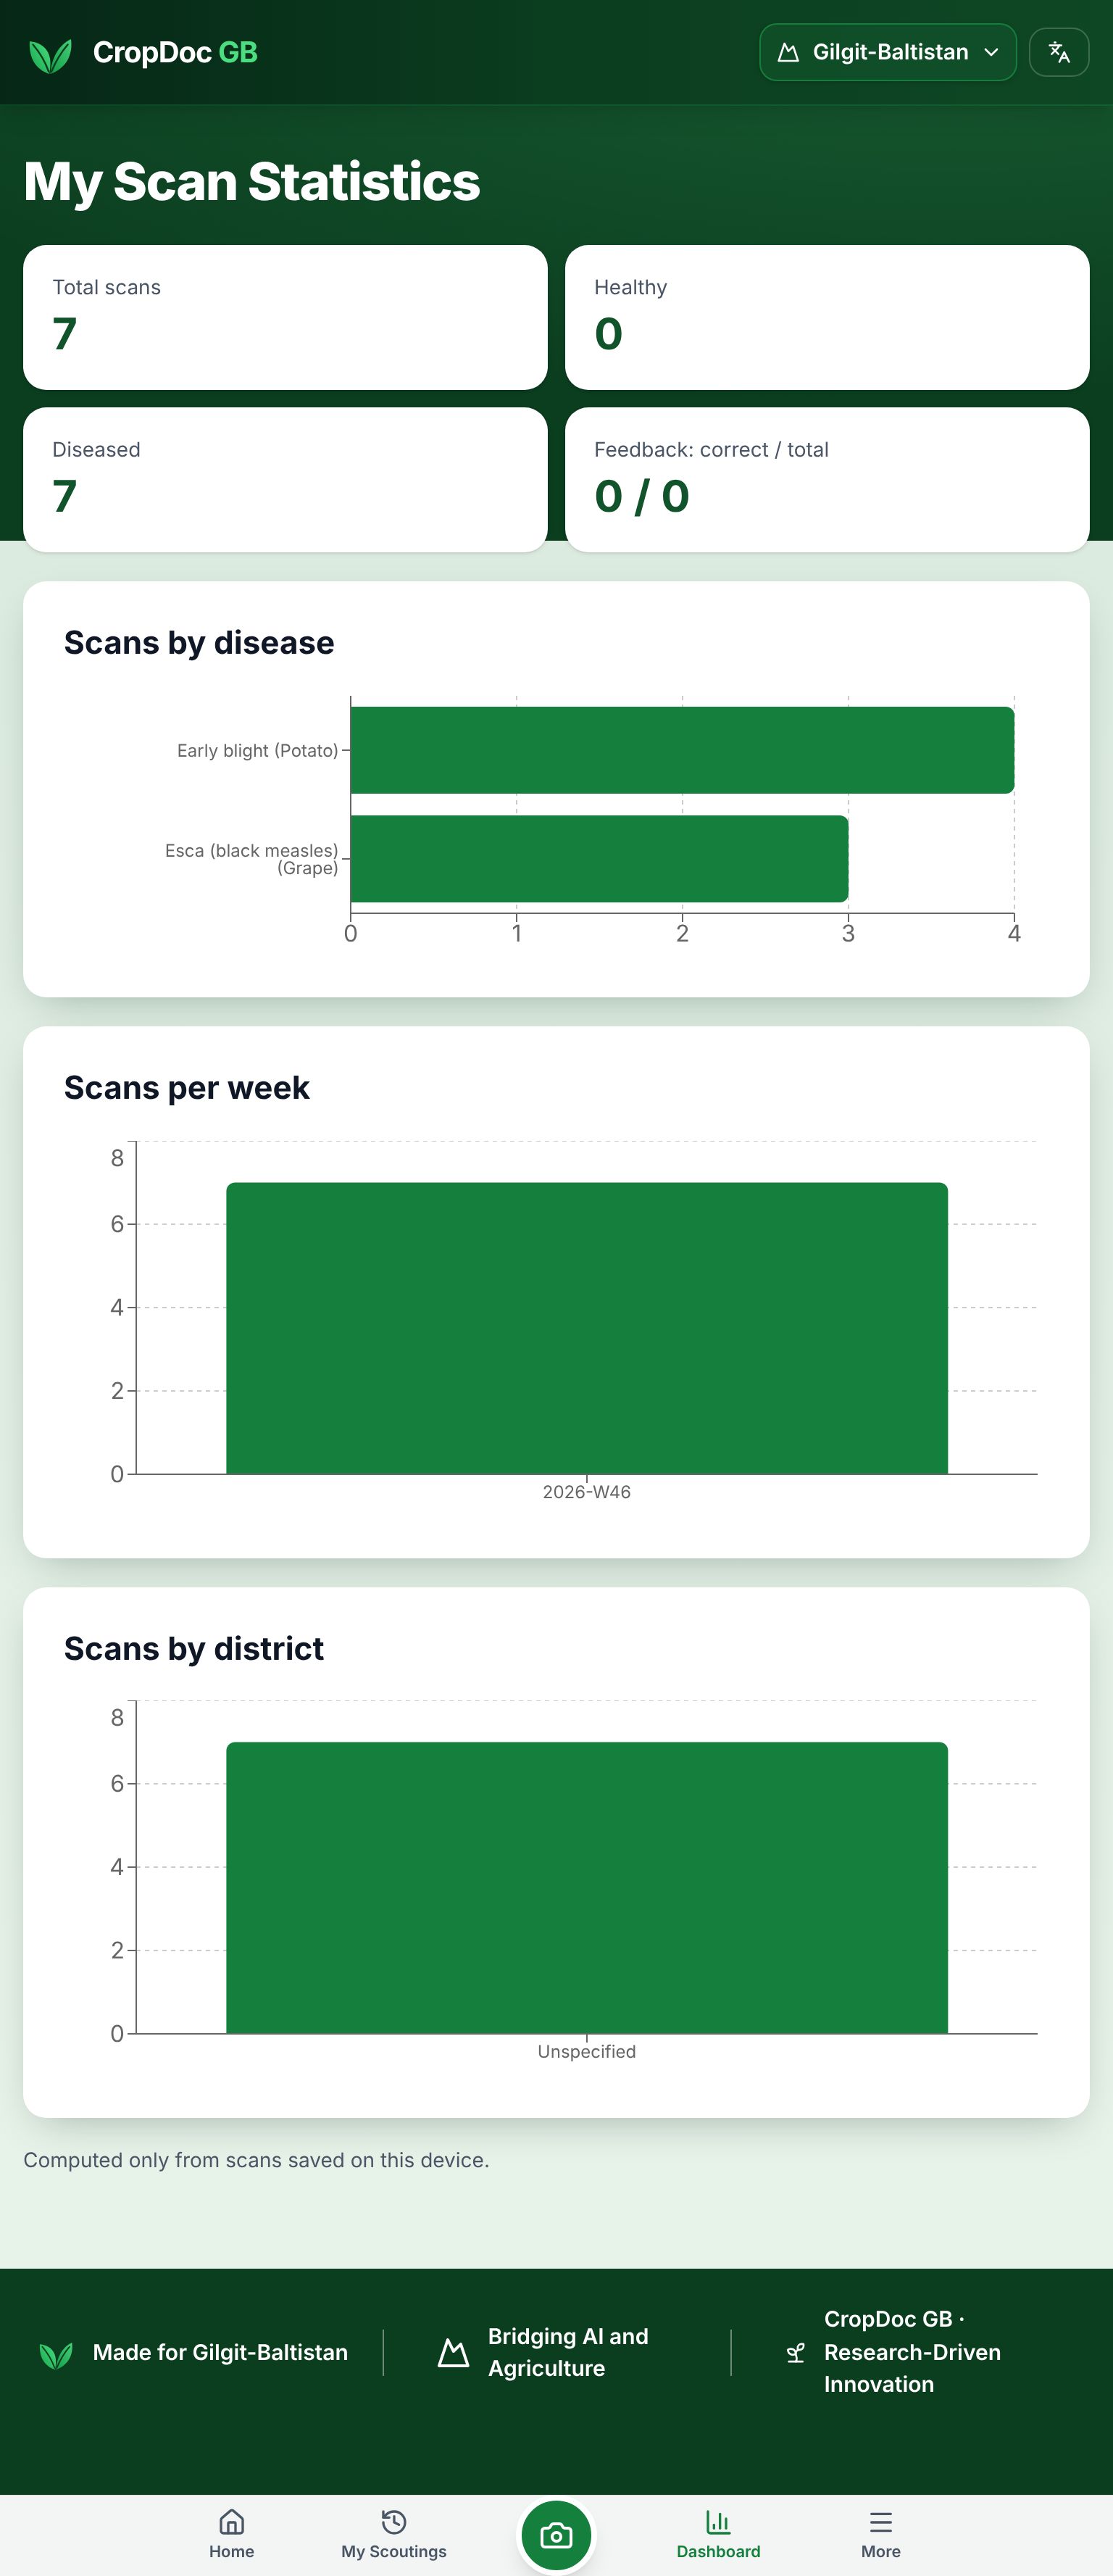 CropDoc GB
Gilgit-Baltistan
My Scan Statistics
Total scans
7
Healthy
0
Diseased
7
Feedback: correct / total
0 / 0
Scans by disease
Early blight (Potato)
Esca (black measles)
(Grape)
0 1 2 3 4
Scans per week
8
6
4
2
0
2026-W46
Scans by district
8
6
4
2
0
Unspecified
Computed only from scans saved on this device.
Made for Gilgit-Baltistan
Bridging AI and
Agriculture
CropDoc GB ·
Research-Driven
Innovation
Home
My Scoutings
Dashboard
More